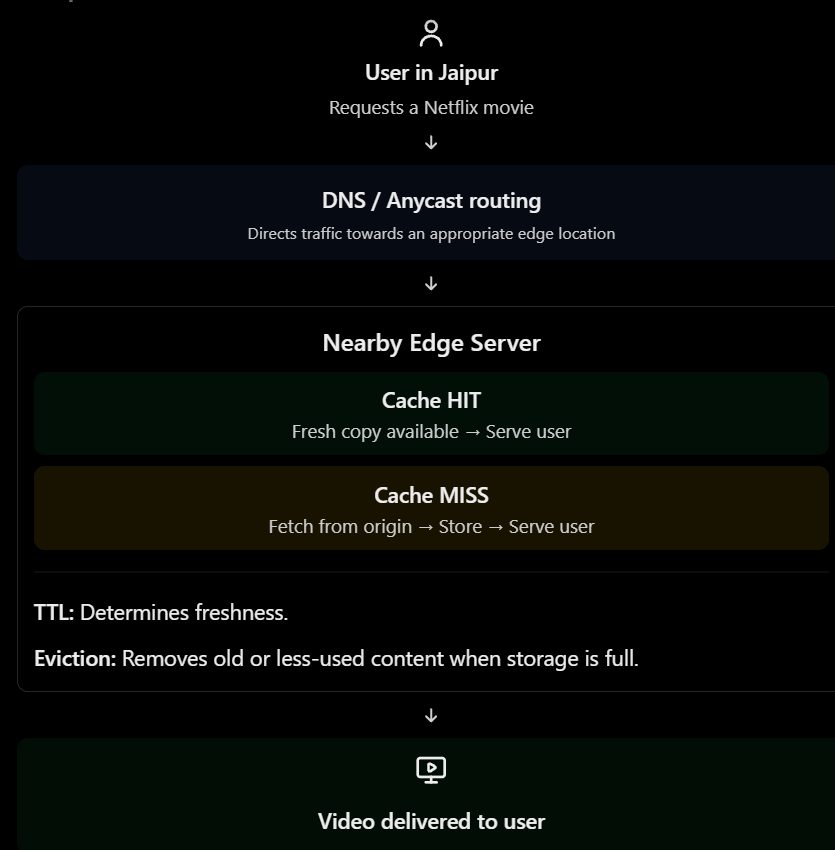 User in Jaipur
Requests a Netflix movie
↓
DNS / Anycast routing
Directs traffic towards an appropriate edge location
↓
Nearby Edge Server
Cache HIT
Fresh copy available → Serve user
Cache MISS
Fetch from origin → Store → Serve user
TTL: Determines freshness.
Eviction: Removes old or less-used content when storage is full.
↓
Video delivered to user